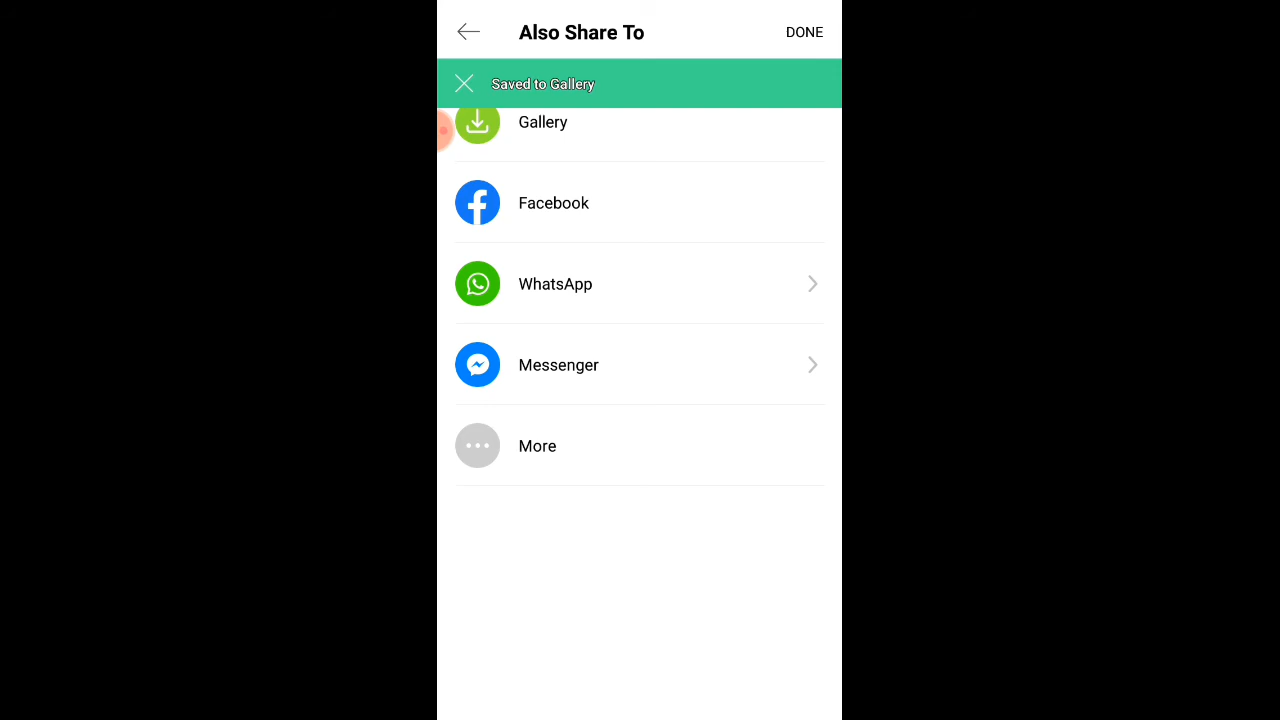 Also Share To
DONE
Saved to Gallery
Gallery
Facebook
WhatsApp
Messenger
More